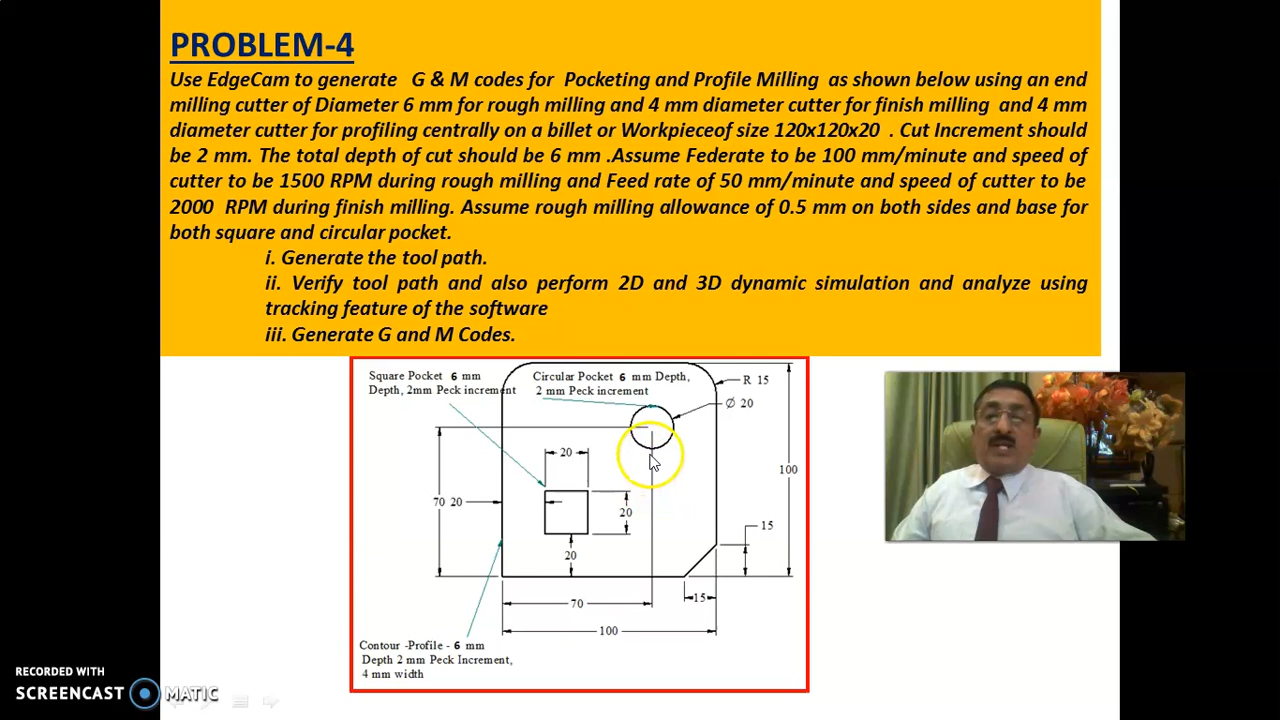 PROBLEM-4
Use EdgeCam to generate G & M codes for Pocketing and Profile Milling as shown below using an end
milling cutter of Diameter 6 mm for rough milling and 4 mm diameter cutter for finish milling and 4 mm
diameter cutter for profiling centrally on a billet or Workpieceof size 120x120x20 . Cut Increment should
be 2 mm. The total depth of cut should be 6 mm .Assume Federate to be 100 mm/minute and speed of
cutter to be 1500 RPM during rough milling and Feed rate of 50 mm/minute and speed of cutter to be
2000 RPM during finish milling. Assume rough milling allowance of 0.5 mm on both sides and base for
both square and circular pocket.
i. Generate the tool path.
ii. Verify tool path and also perform 2D and 3D dynamic simulation and analyze using
tracking feature of the software
iii. Generate G and M Codes.
Square Pocket 6 mm
Depth, 2mm Peck increment
Circular Pocket 6 mm Depth,
2 mm Peck increment
R 15
Ø 20
20
100
70 20
20
15
20
70
15
100
Contour -Profile - 6 mm
Depth 2 mm Peck Increment,
4 mm width
RECORDED WITH
SCREENCAST MATIC